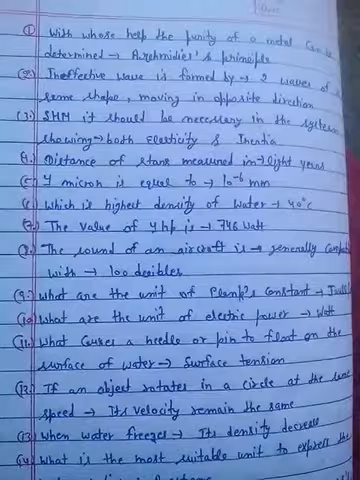 ① With whose help the purity of a metal can be
determined → Archmidies's primciple
(2) Ineffective wave is formed by → 2 waves of
same shape, moving in opposite direction
(3) SHM it should be necessary in the system
showing → both Elasticity & Inertia
(4) Distance of stars measured in → light years
(5) 1 micron is equal to → 10⁻⁶ mm
(6) which is highest density of water → 40°c
(7) The value of 1 hp is → 746 watt
(8) The sound of an aircraft is → generally
with → 100 decibles
(9) What are the unit of Plank's Constant →
(10) What are the unit of electric power → Watt
(11) What Causes a needle or pin to float on the
surface of water → Surface tension
(12) If an object rotates in a circle at the same
speed → Its velocity remain the same
(13) When water freezes → Its density decrease
(14) What is the most suitable unit to express the